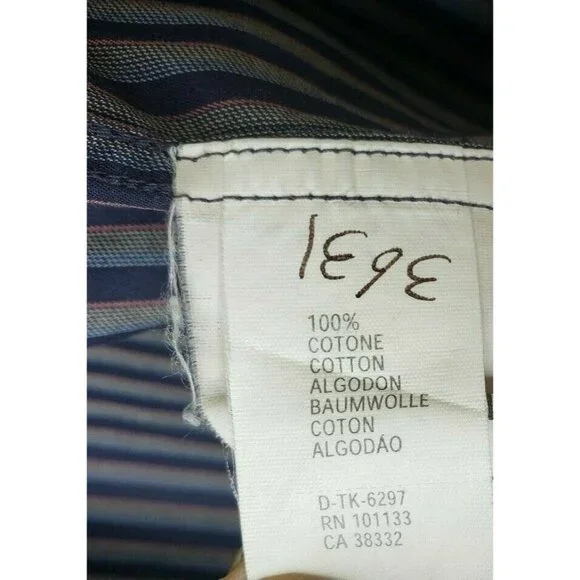 3631
100%
COTONE
COTTON
ALGODON
BAUMWOLLE
COTON
ALGODÁO
D-TK-6297
RN 101133
CA 38332